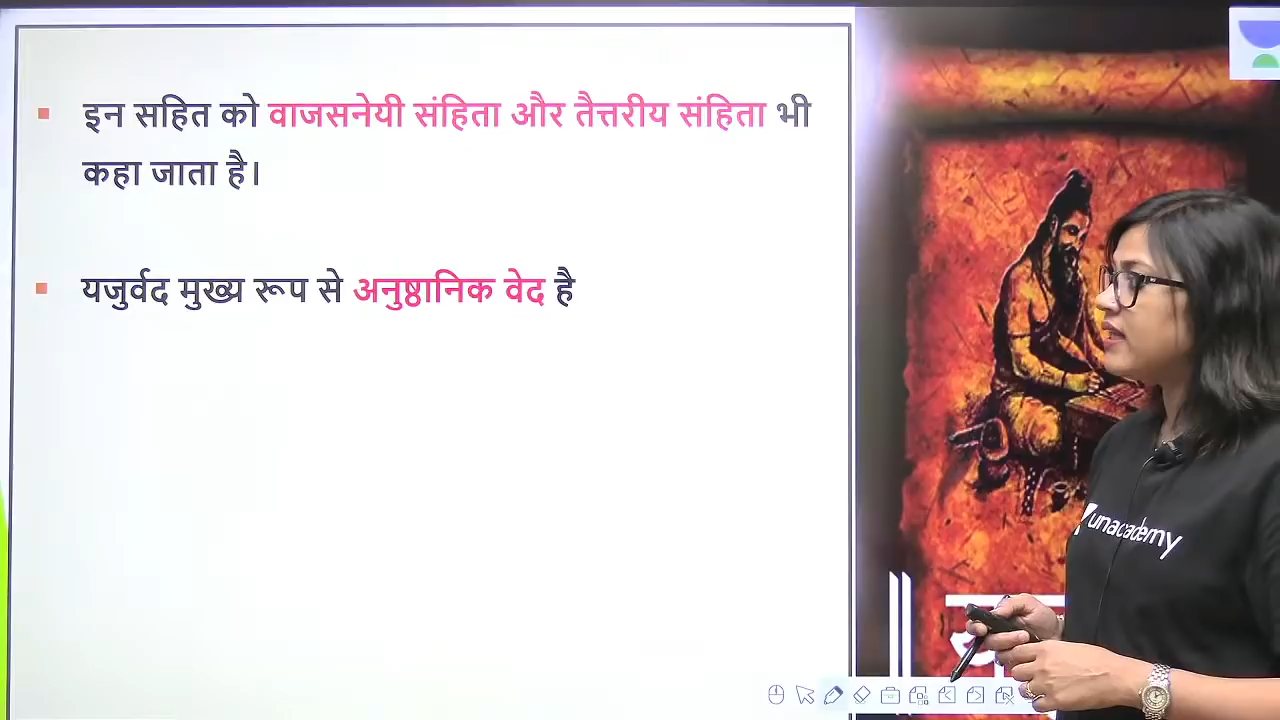 इन सहित को वाजसनेयी संहिता और तैत्तरीय संहिता भी
कहा जाता है।
यजुर्वद मुख्य रूप से अनुष्ठानिक वेद है
unacademy